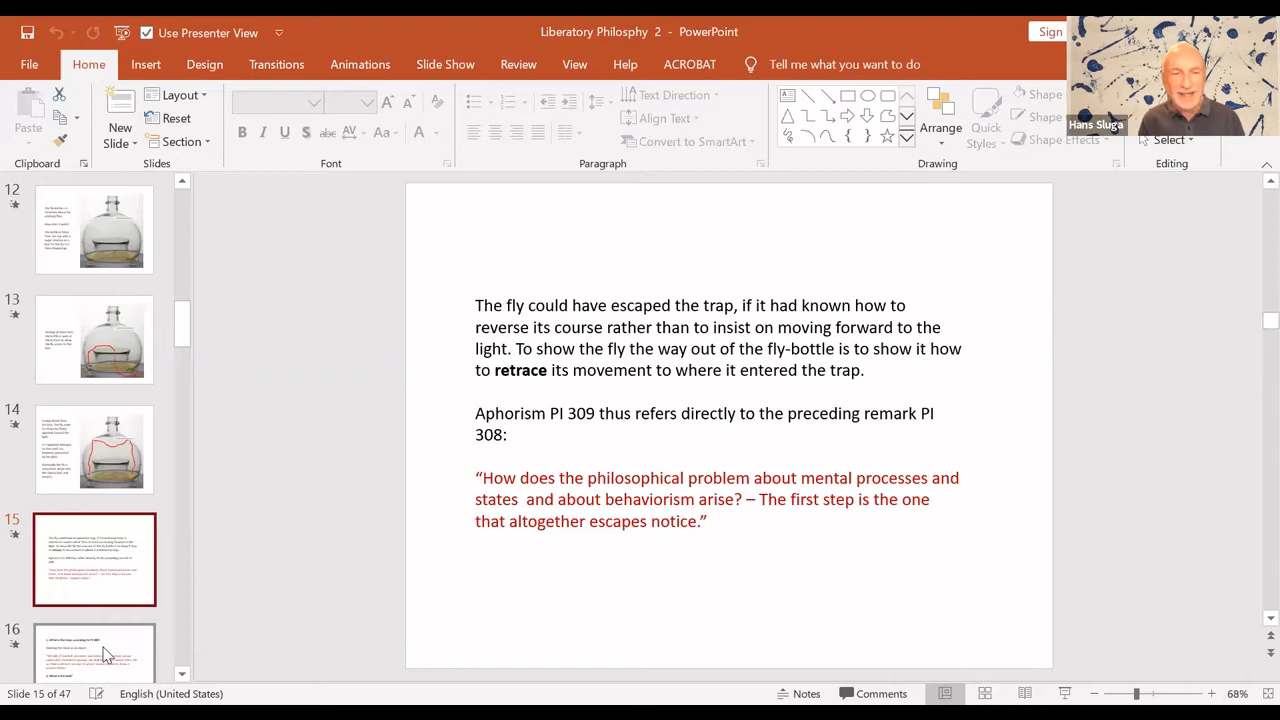 Use Presenter View
Liberatory Philosphy 2 - PowerPoint
Sign
File Home Insert Design Transitions Animations Slide Show Review View Help ACROBAT Tell me what you want to do
Paste
New
Slide
Layout
Reset
Section
B I U S abc AV Aa A
Text Direction
Align Text
Convert to SmartArt
Arrange
Quick
Styles
Shape
Shape
Shape Effects
Select
Hans Sluga
Clipboard Slides Font Paragraph Drawing Editing
12
13
14
15
16
The fly could have escaped the trap, if it had known how to
reverse its course rather than to insistion moving forward to the
light. To show the fly the way out of the fly-bottle is to show it how
to retrace its movement to where it entered the trap.
Aphorism PI 309 thus refers directly to the preceding remark PI
308:
“How does the philosophical problem about mental processes and
states and about behaviorism arise? – The first step is the one
that altogether escapes notice.”
Slide 15 of 47 English (United States) Notes Comments 68%